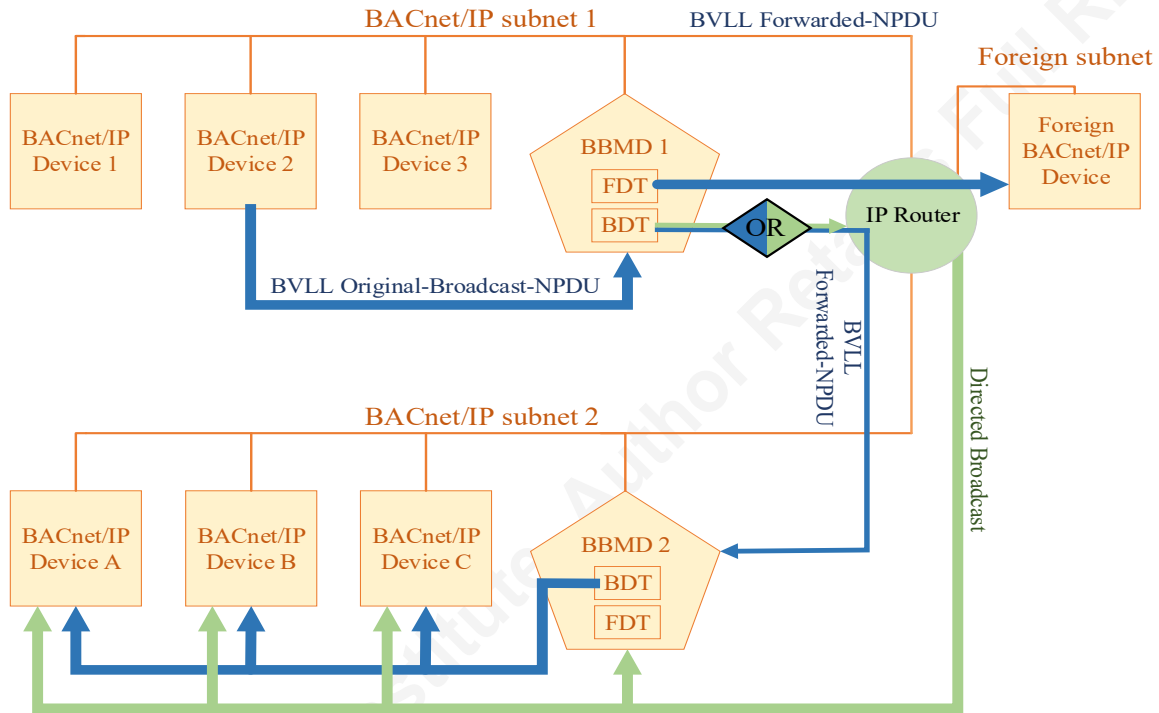 BACnet/IP subnet 1
BVLL Forwarded-NPDU
Foreign subnet
BACnet/IP
Device 1
BACnet/IP
Device 2
BACnet/IP
Device 3
BBMD 1
FDT
BDT
OR
IP Router
Foreign
BACnet/IP
Device
BVLL Original-Broadcast-NPDU
BVLL
Forwarded-NPDU
Directed Broadcast
BACnet/IP subnet 2
BACnet/IP
Device A
BACnet/IP
Device B
BACnet/IP
Device C
BBMD 2
BDT
FDT
Author Retains Full